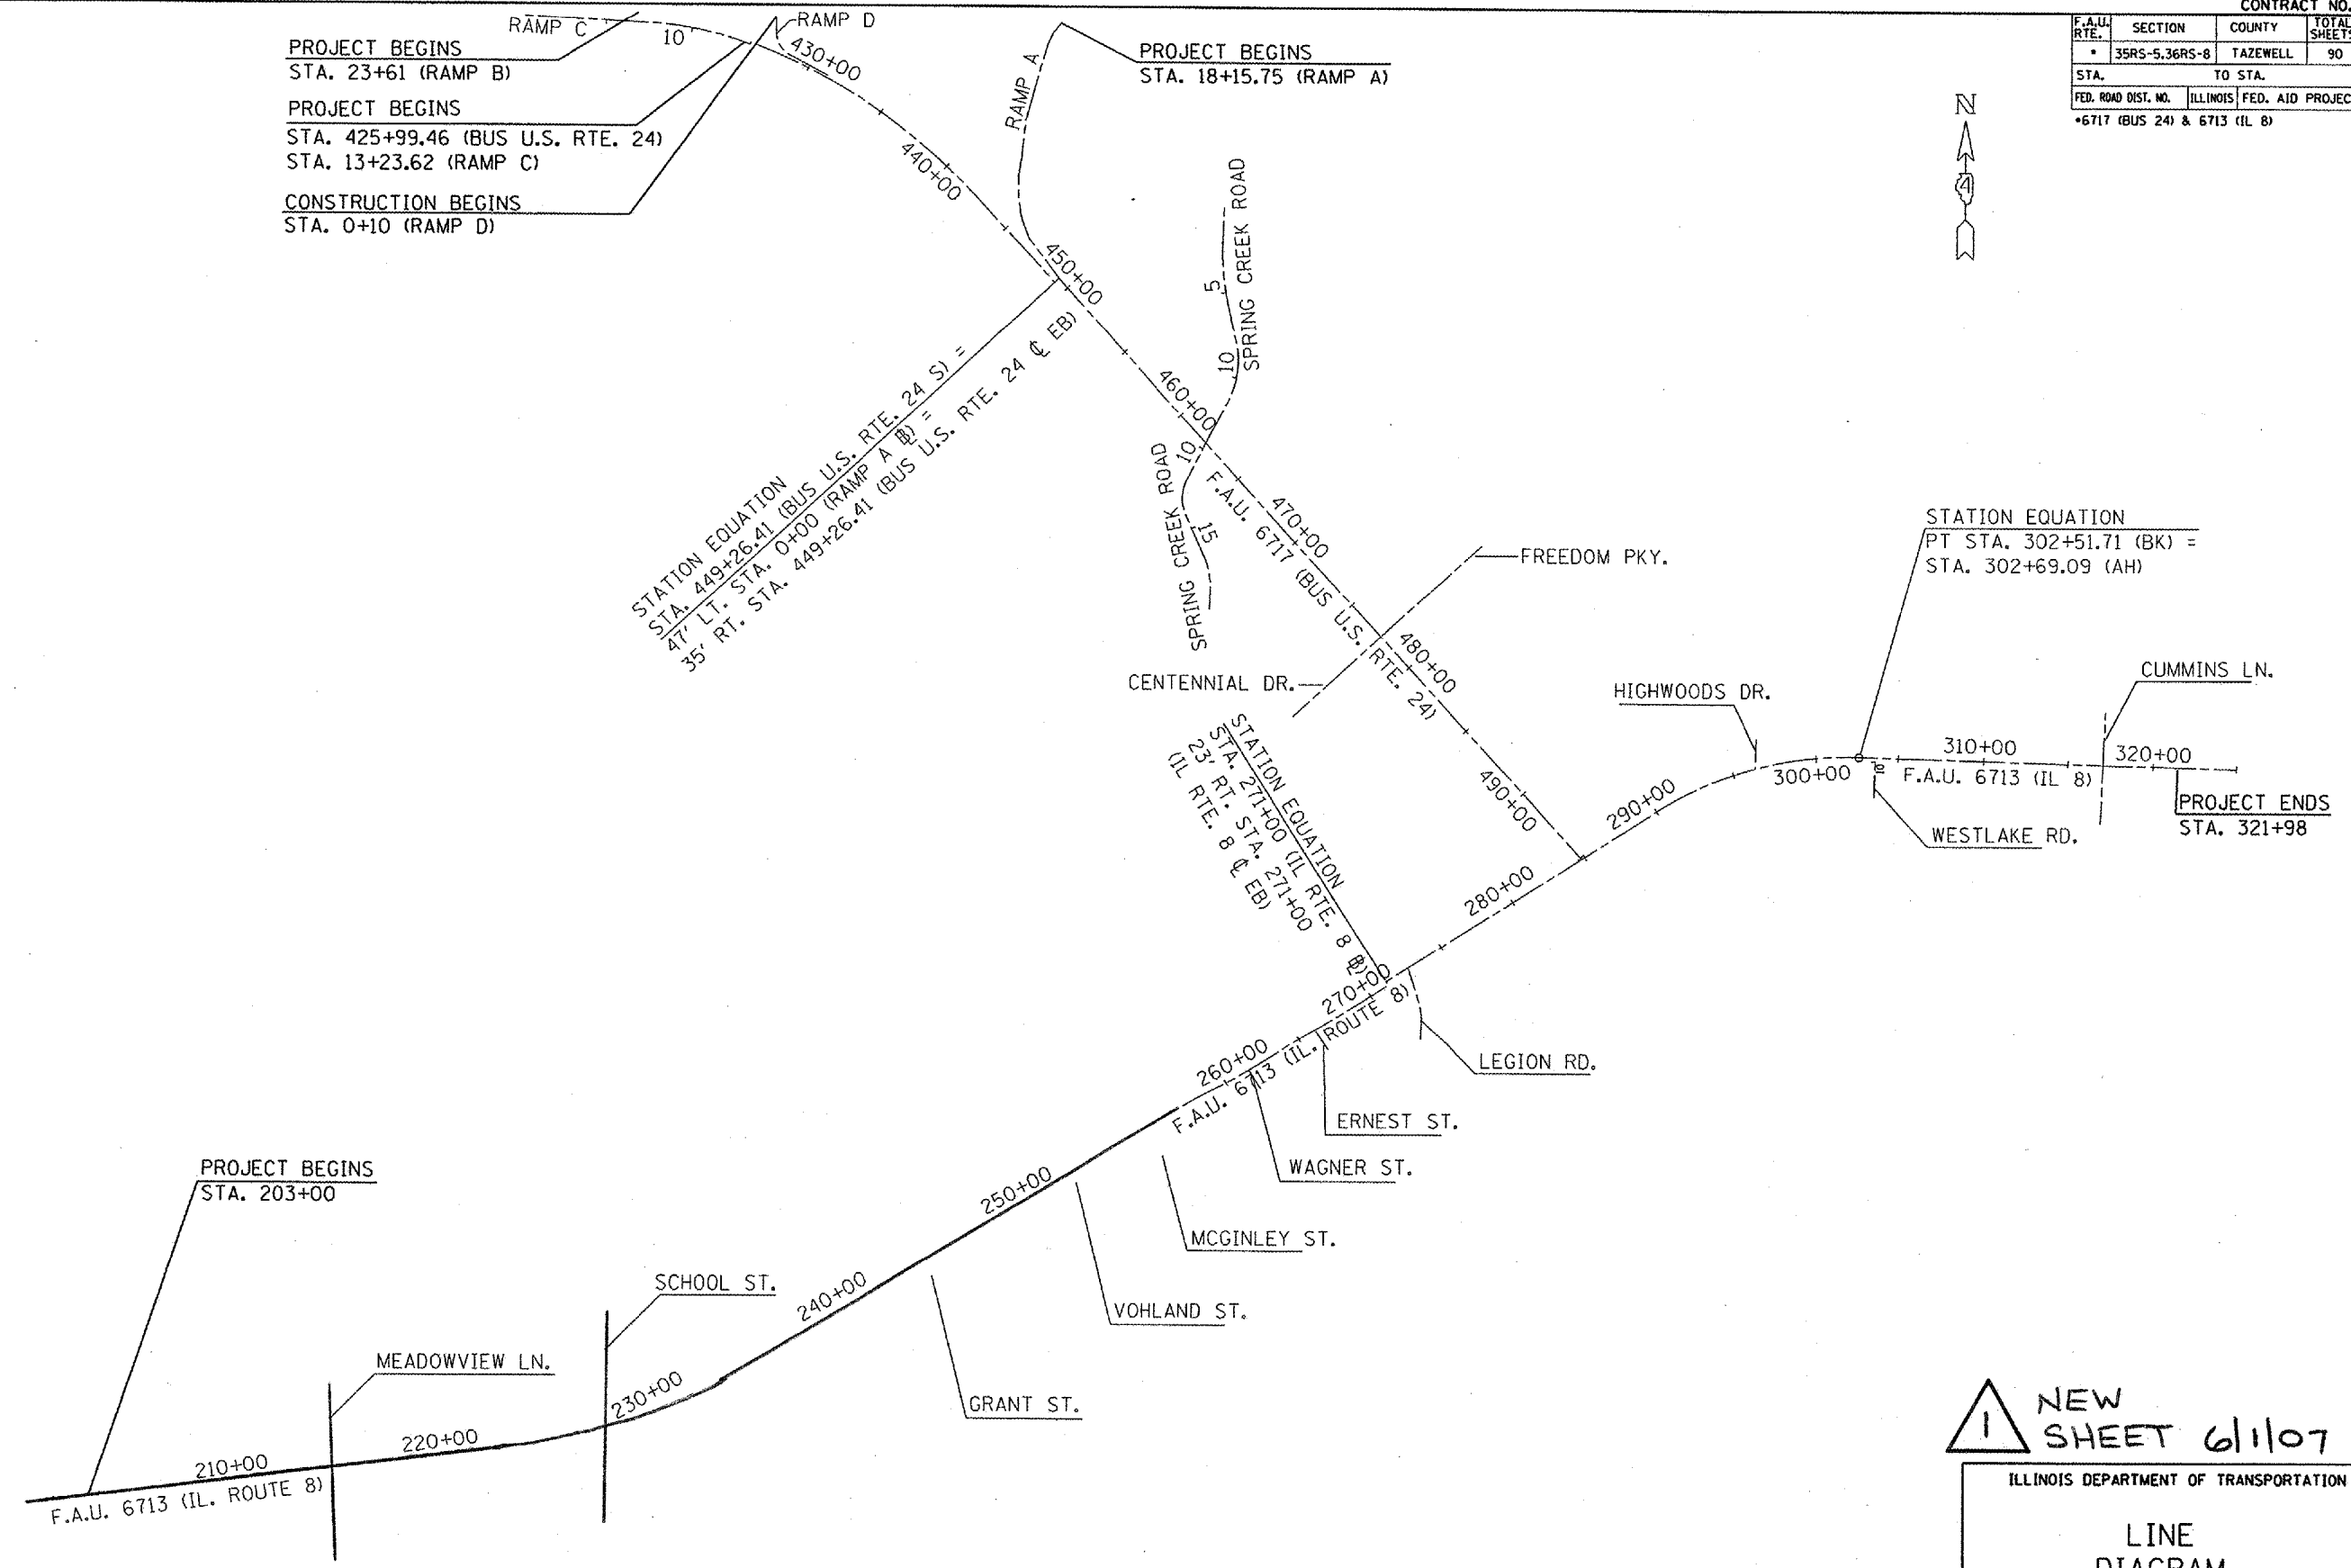 CONTRACT NO.
F.A.U. RTE. SECTION COUNTY TOTAL SHEETS
• 35RS-5,36RS-8 TAZEWELL 90
STA. TO STA.
FED. ROAD DIST. NO. ILLINOIS FED. AID PROJEC
•6717 (BUS 24) & 6713 (IL 8)
N
4
RAMP C
10
RAMP D
430+00
PROJECT BEGINS
STA. 23+61 (RAMP B)
PROJECT BEGINS
STA. 425+99.46 (BUS U.S. RTE. 24)
STA. 13+23.62 (RAMP C)
CONSTRUCTION BEGINS
STA. 0+10 (RAMP D)
RAMP A
PROJECT BEGINS
STA. 18+15.75 (RAMP A)
440+00
450+00
SPRING CREEK ROAD
5
10
460+00
STATION EQUATION
STA. 449+26.41 (BUS U.S. RTE. 24 S) =
47' LT. STA. 0+00 (RAMP A BL) =
35' RT. STA. 449+26.41 (BUS U.S. RTE. 24 ℄ EB)
SPRING CREEK ROAD
10
15
F.A.U. 6717 (BUS U.S. RTE. 24)
470+00
FREEDOM PKY.
480+00
CENTENNIAL DR.
490+00
STATION EQUATION
PT STA. 302+51.71 (BK) =
STA. 302+69.09 (AH)
HIGHWOODS DR.
CUMMINS LN.
300+00
310+00
320+00
F.A.U. 6713 (IL 8)
PROJECT ENDS
STA. 321+98
WESTLAKE RD.
290+00
280+00
STATION EQUATION
STA. 271+00 (IL RTE. 8 BL)
23' RT. STA. 271+00
(IL RTE. 8 ℄ EB)
270+00
260+00
F.A.U. 6713 (IL. ROUTE 8)
LEGION RD.
ERNEST ST.
WAGNER ST.
MCGINLEY ST.
250+00
VOHLAND ST.
240+00
GRANT ST.
PROJECT BEGINS
STA. 203+00
SCHOOL ST.
MEADOWVIEW LN.
230+00
220+00
210+00
F.A.U. 6713 (IL. ROUTE 8)
1
NEW
SHEET 6/1/07
ILLINOIS DEPARTMENT OF TRANSPORTATION
LINE
DIAGRAM